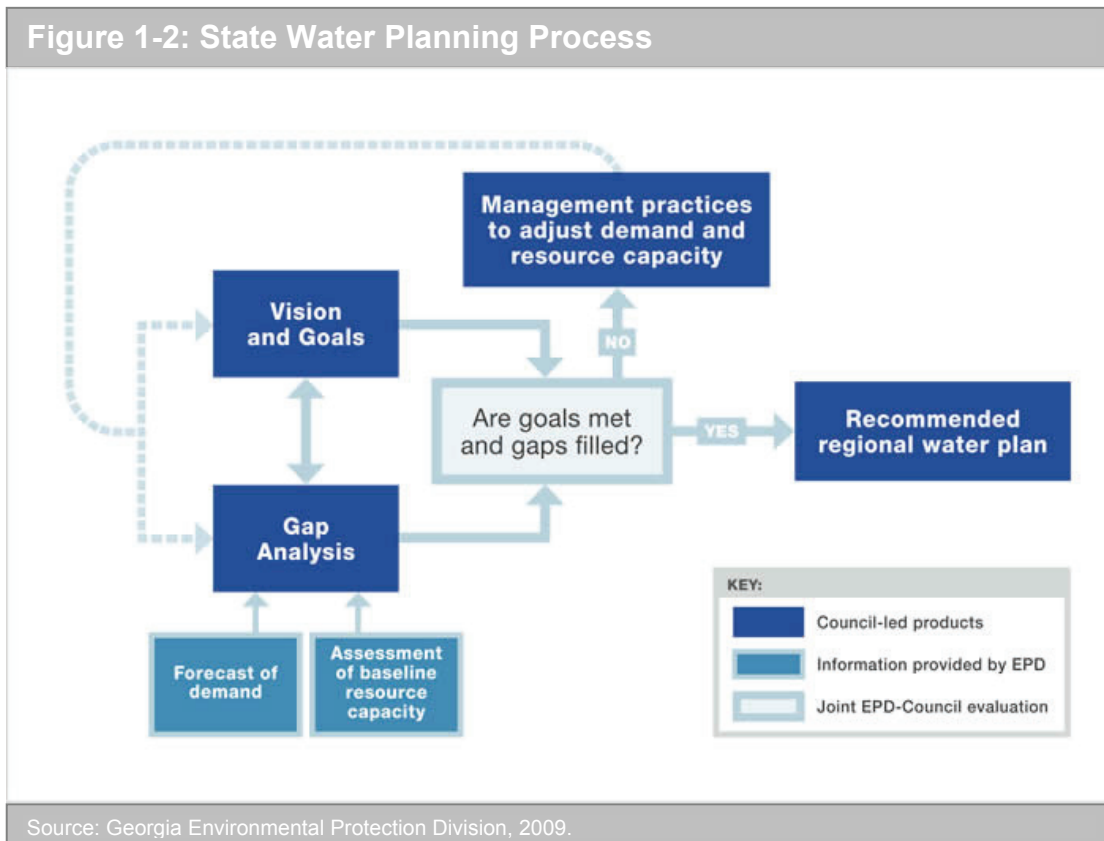 Figure 1-2: State Water Planning Process
Management practices
to adjust demand and
resource capacity
Vision
and Goals
NO
Are goals met
and gaps filled?
YES
Recommended
regional water plan
Gap
Analysis
Forecast of
demand
Assessment
of baseline
resource
capacity
KEY:
Council-led products
Information provided by EPD
Joint EPD-Council evaluation
Source: Georgia Environmental Protection Division, 2009.